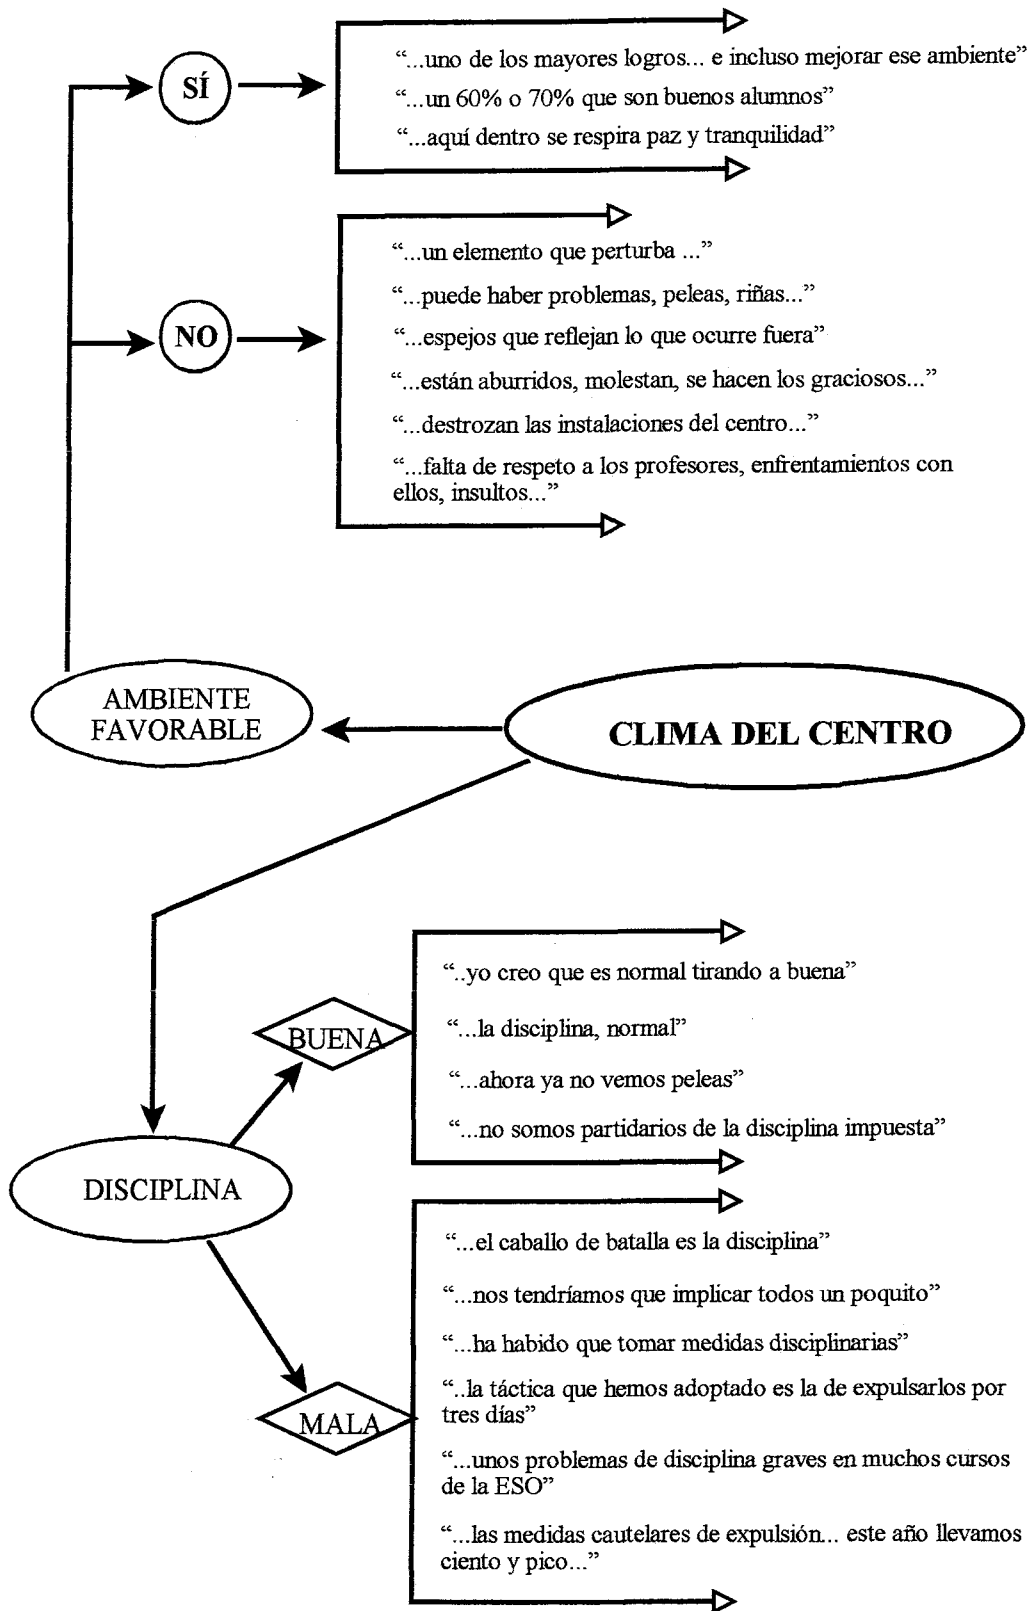 SÍ
“...uno de los mayores logros... e incluso mejorar ese ambiente”
“...un 60% o 70% que son buenos alumnos”
“...aquí dentro se respira paz y tranquilidad”
NO
“...un elemento que perturba ...”
“...puede haber problemas, peleas, riñas...”
“...espejos que reflejan lo que ocurre fuera”
“...están aburridos, molestan, se hacen los graciosos...”
“...destrozan las instalaciones del centro...”
“...falta de respeto a los profesores, enfrentamientos con
ellos, insultos...”
AMBIENTE
FAVORABLE
CLIMA DEL CENTRO
BUENA
“..yo creo que es normal tirando a buena”
“...la disciplina, normal”
“...ahora ya no vemos peleas”
“...no somos partidarios de la disciplina impuesta”
DISCIPLINA
MALA
“...el caballo de batalla es la disciplina”
“...nos tendríamos que implicar todos un poquito”
“...ha habido que tomar medidas disciplinarias”
“..la táctica que hemos adoptado es la de expulsarlos por
tres días”
“...unos problemas de disciplina graves en muchos cursos
de la ESO”
“...las medidas cautelares de expulsión... este año llevamos
ciento y pico...”